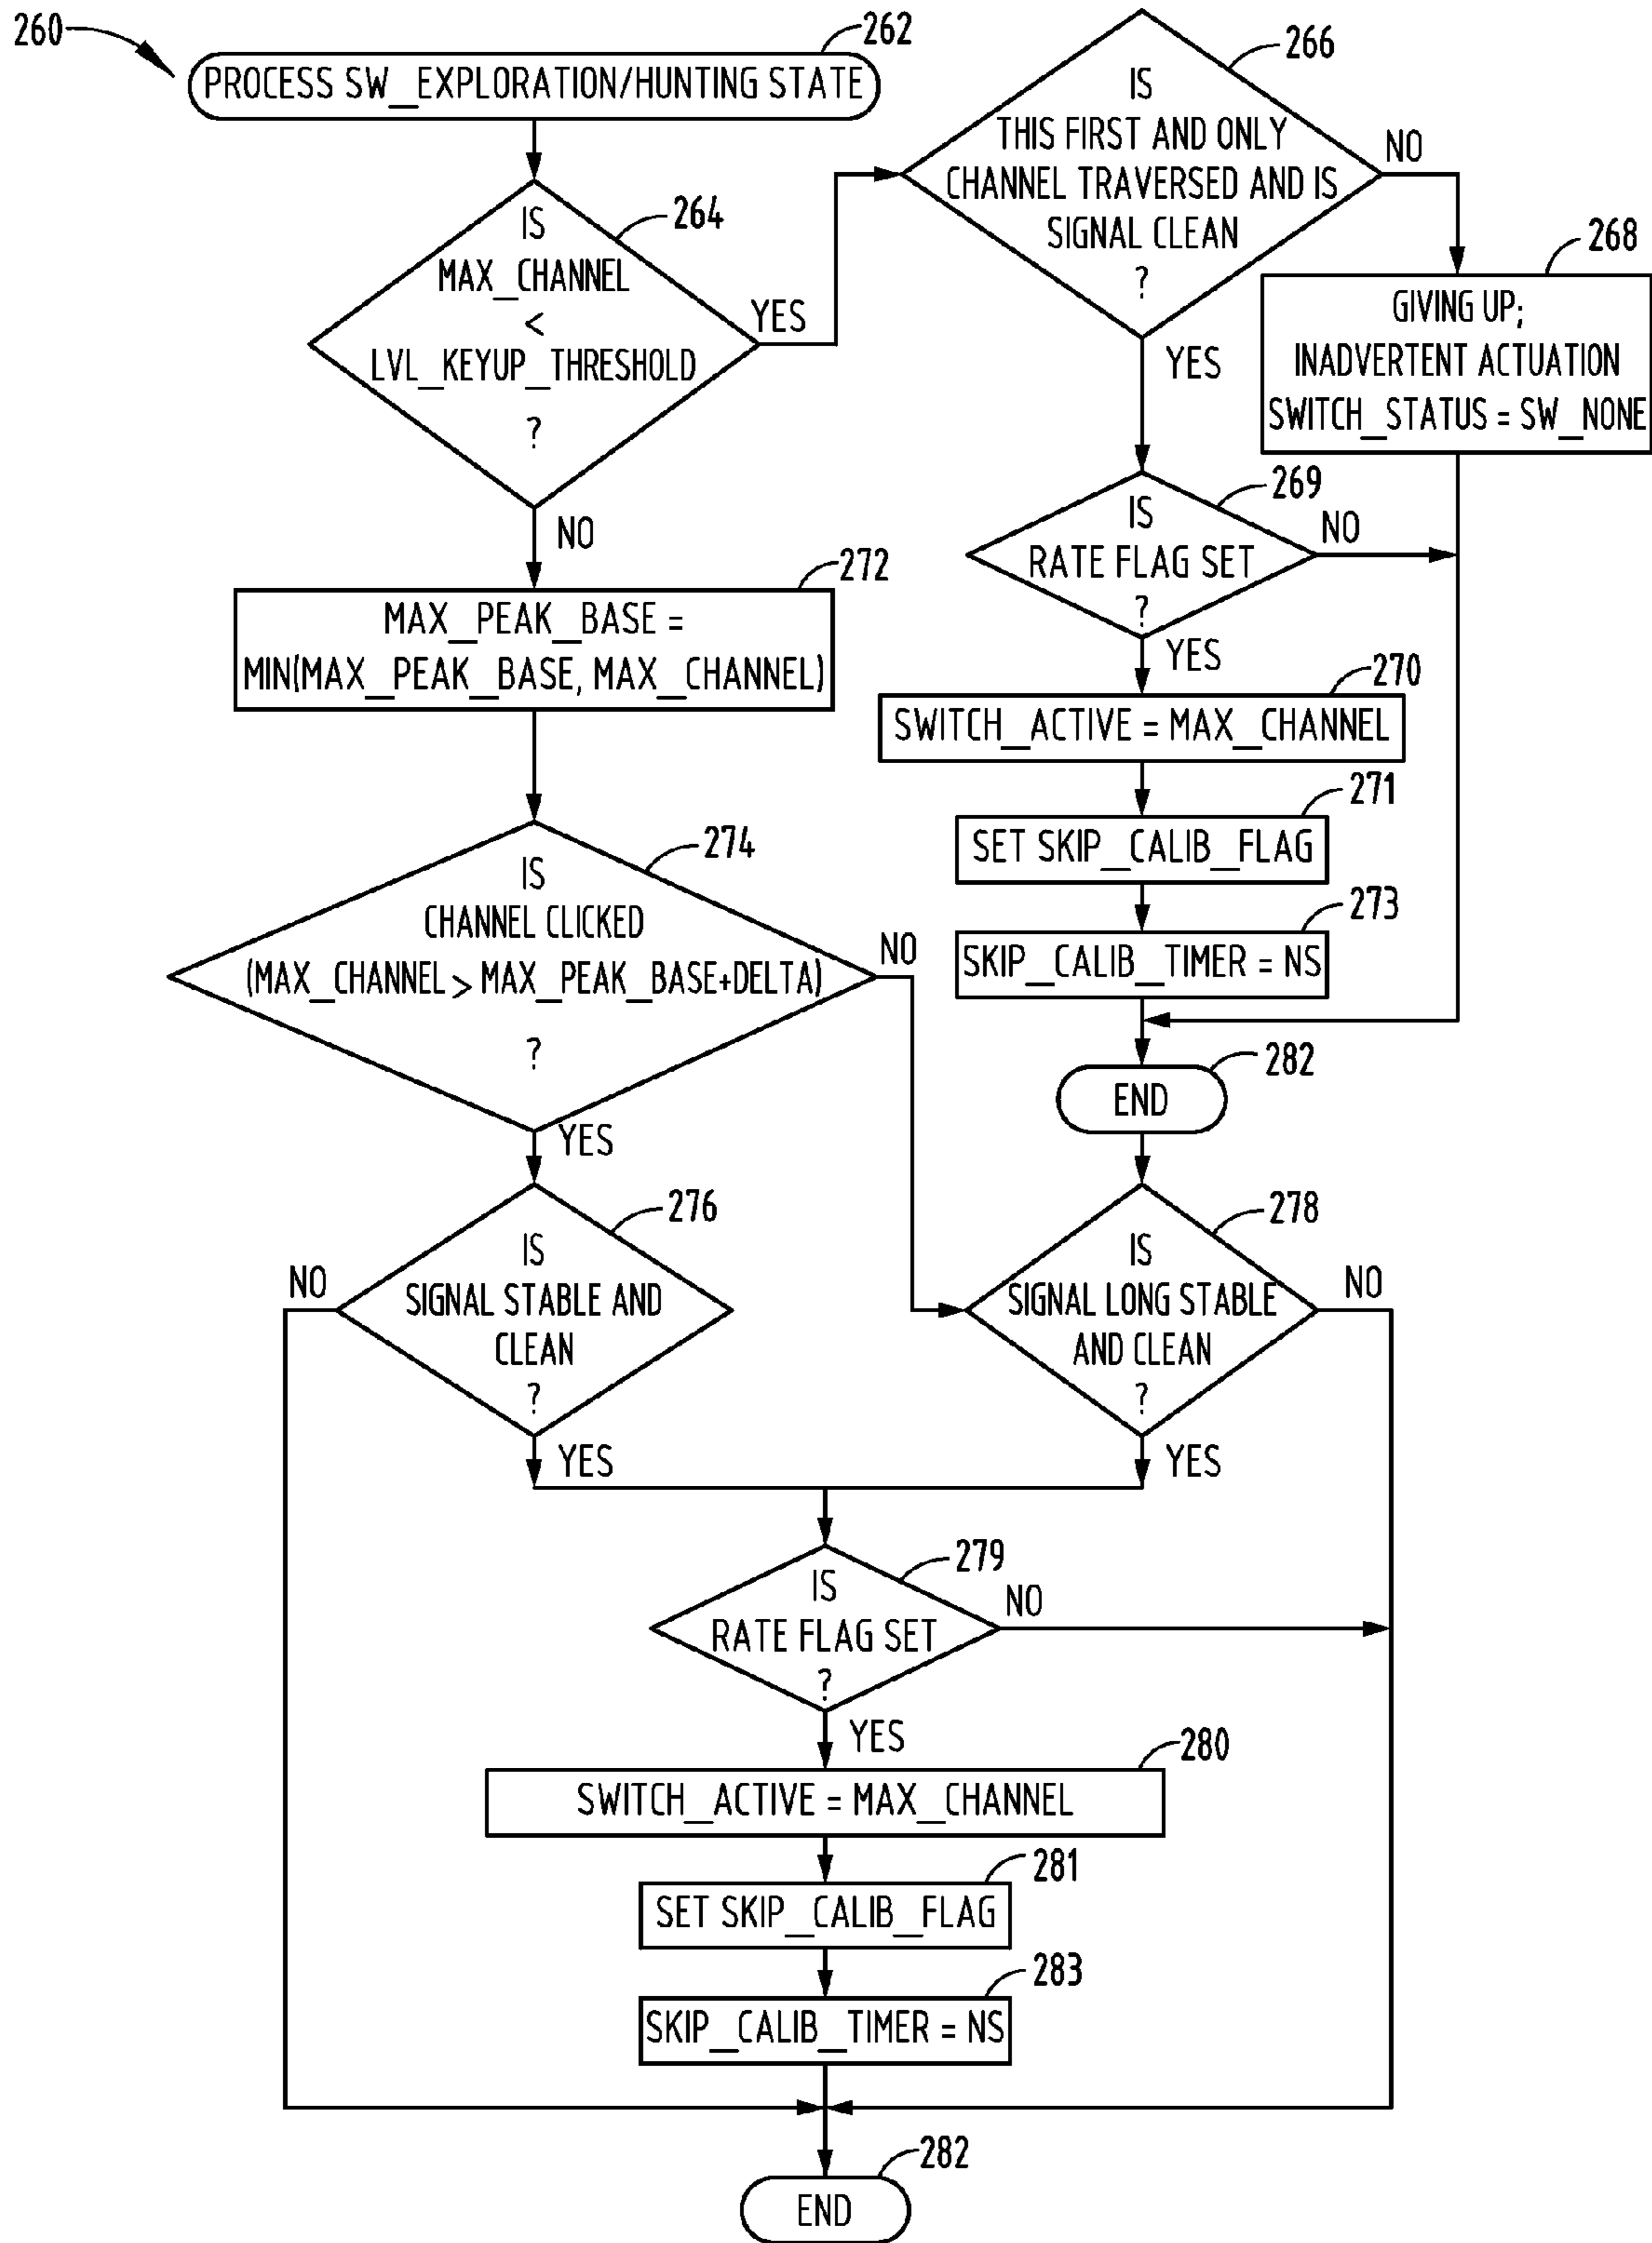 260
262
PROCESS SW_EXPLORATION/HUNTING STATE
264
IS
MAX_CHANNEL
<
LVL_KEYUP_THRESHOLD
?
YES
NO
266
IS
THIS FIRST AND ONLY
CHANNEL TRAVERSED AND IS
SIGNAL CLEAN
?
NO
YES
268
GIVING UP;
INADVERTENT ACTUATION
SWITCH_STATUS = SW_NONE
269
IS
RATE FLAG SET
?
NO
YES
270
SWITCH_ACTIVE = MAX_CHANNEL
271
SET SKIP_CALIB_FLAG
273
SKIP_CALIB_TIMER = NS
282
END
272
MAX_PEAK_BASE =
MIN(MAX_PEAK_BASE, MAX_CHANNEL)
274
IS
CHANNEL CLICKED
(MAX_CHANNEL > MAX_PEAK_BASE+DELTA)
?
NO
YES
276
IS
SIGNAL STABLE AND
CLEAN
?
NO
YES
278
IS
SIGNAL LONG STABLE
AND CLEAN
?
NO
YES
279
IS
RATE FLAG SET
?
NO
YES
280
SWITCH_ACTIVE = MAX_CHANNEL
281
SET SKIP_CALIB_FLAG
283
SKIP_CALIB_TIMER = NS
282
END